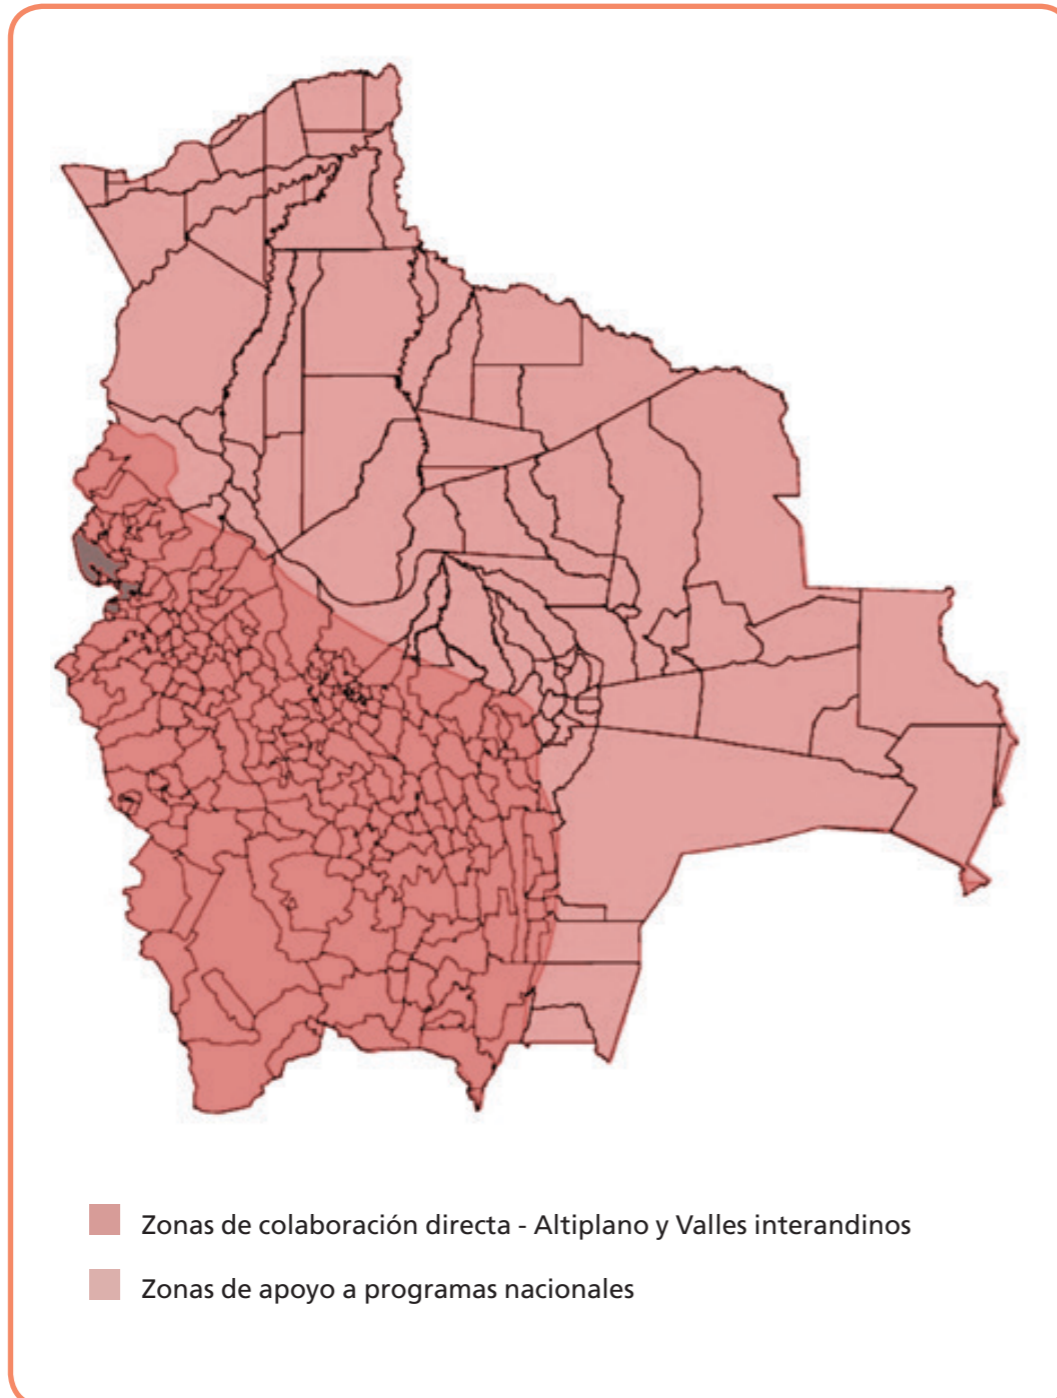 Zonas de colaboración directa - Altiplano y Valles interandinos
Zonas de apoyo a programas nacionales